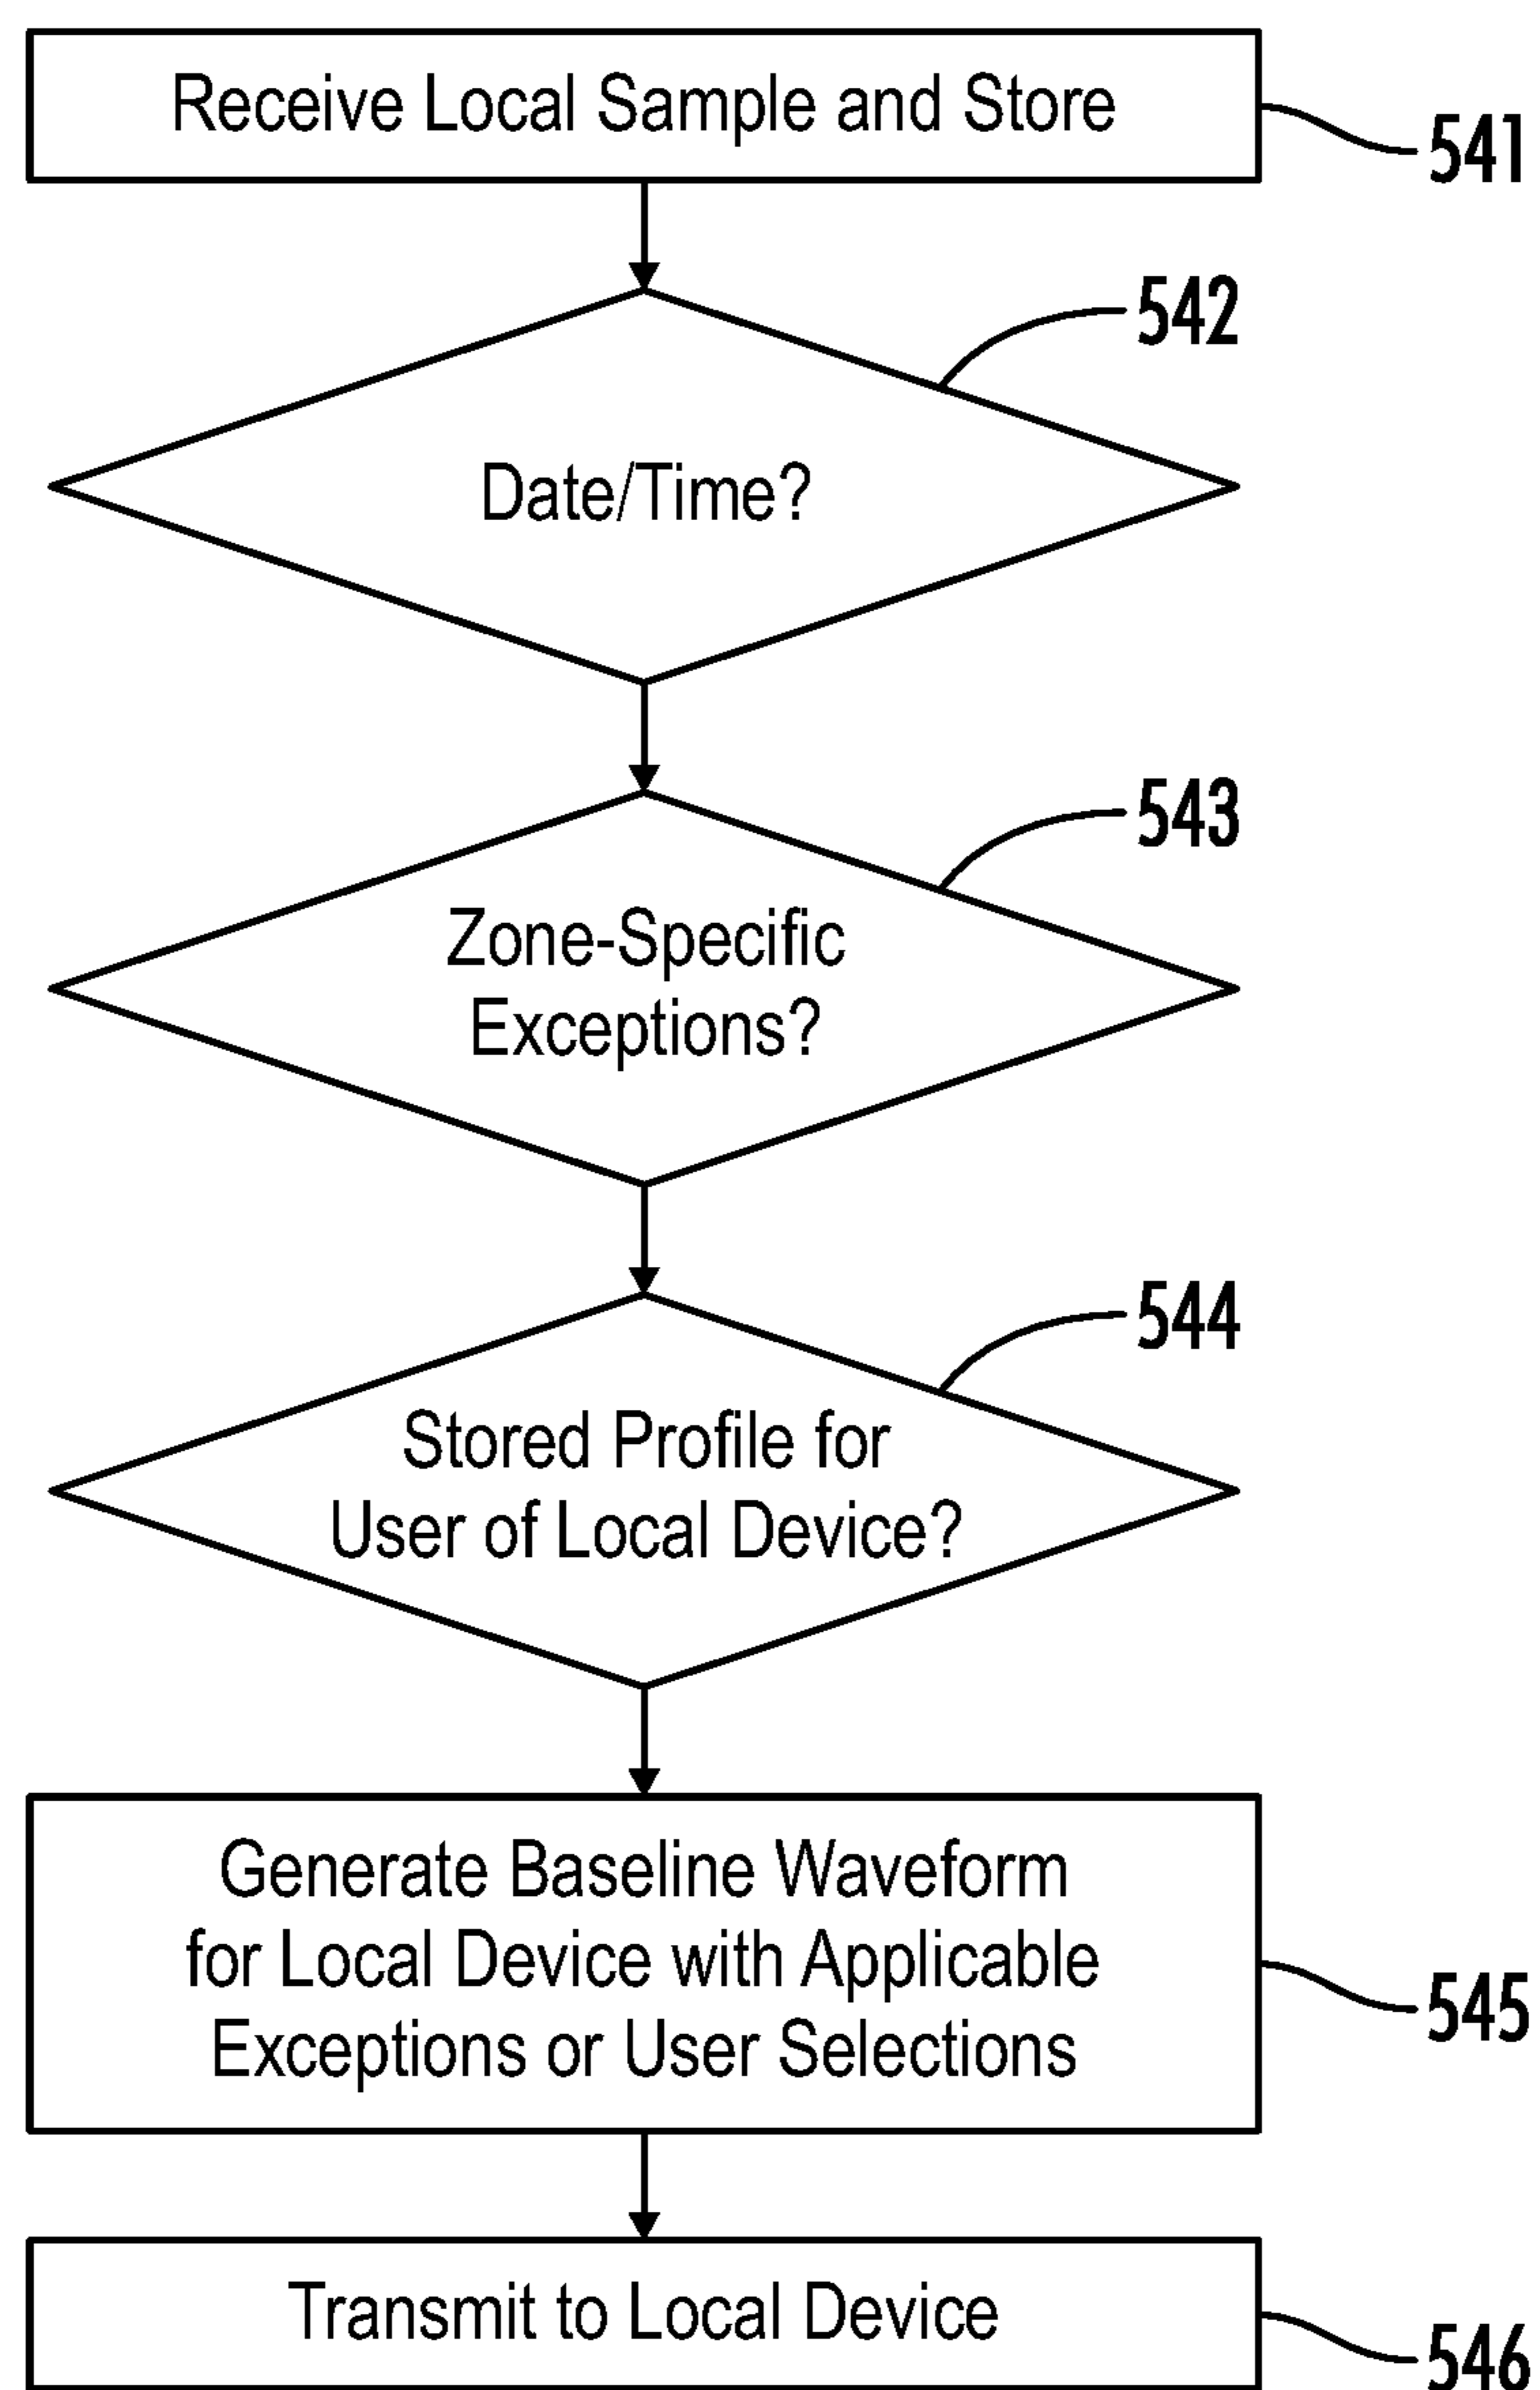 Receive Local Sample and Store
541
542
Date/Time?
543
Zone-Specific
Exceptions?
544
Stored Profile for
User of Local Device?
Generate Baseline Waveform
for Local Device with Applicable
Exceptions or User Selections
545
Transmit to Local Device
546